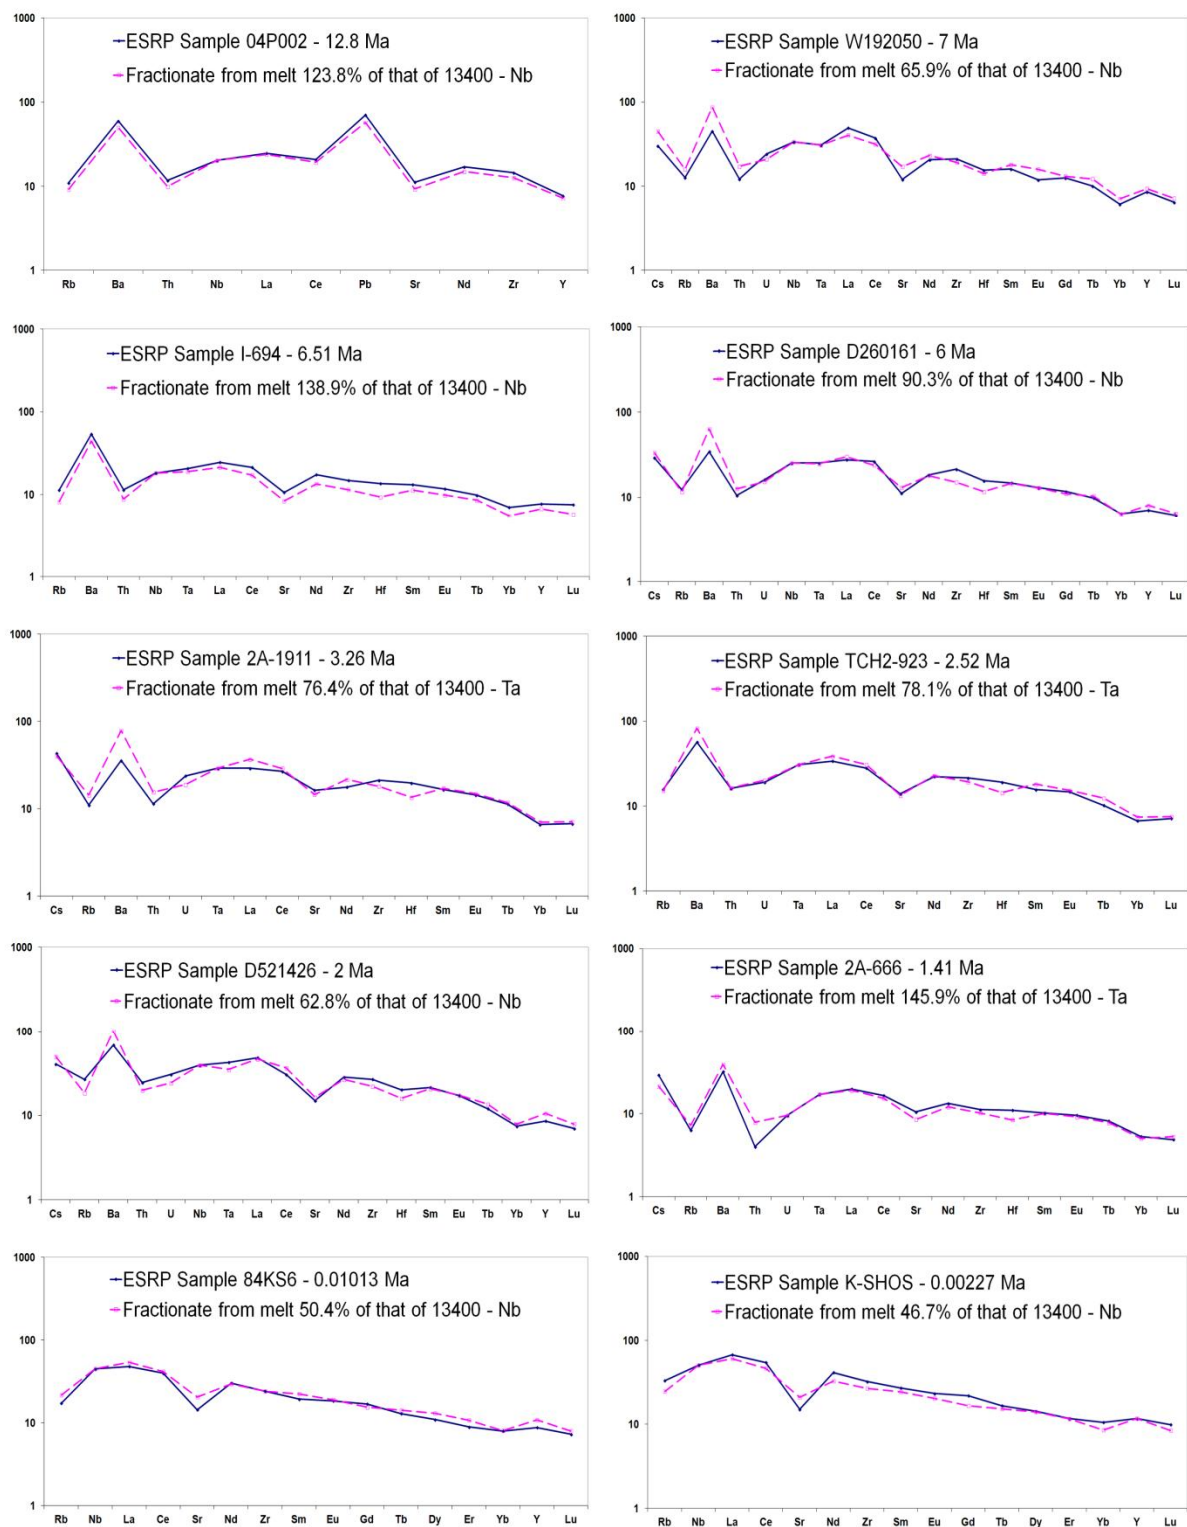 1000
ESRP Sample 04P002 - 12.8 Ma
Fractionate from melt 123.8% of that of 13400 - Nb
100
10
1
Rb Ba Th Nb La Ce Pb Sr Nd Zr Y
1000
ESRP Sample W192050 - 7 Ma
Fractionate from melt 65.9% of that of 13400 - Nb
100
10
1
Cs Rb Ba Th U Nb Ta La Ce Sr Nd Zr Hf Sm Eu Gd Tb Yb Y Lu
1000
ESRP Sample I-694 - 6.51 Ma
Fractionate from melt 138.9% of that of 13400 - Nb
100
10
1
Rb Ba Th Nb Ta La Ce Sr Nd Zr Hf Sm Eu Tb Yb Y Lu
1000
ESRP Sample D260161 - 6 Ma
Fractionate from melt 90.3% of that of 13400 - Nb
100
10
1
Cs Rb Ba Th U Nb Ta La Ce Sr Nd Zr Hf Sm Eu Gd Tb Yb Y Lu
1000
ESRP Sample 2A-1911 - 3.26 Ma
Fractionate from melt 76.4% of that of 13400 - Ta
100
10
1
Cs Rb Ba Th U Ta La Ce Sr Nd Zr Hf Sm Eu Tb Yb Lu
1000
ESRP Sample TCH2-923 - 2.52 Ma
Fractionate from melt 78.1% of that of 13400 - Ta
100
10
1
Rb Ba Th U Ta La Ce Sr Nd Zr Hf Sm Eu Tb Yb Lu
1000
ESRP Sample D521426 - 2 Ma
Fractionate from melt 62.8% of that of 13400 - Nb
100
10
1
Cs Rb Ba Th U Nb Ta La Ce Sr Nd Zr Hf Sm Eu Tb Yb Y Lu
1000
ESRP Sample 2A-666 - 1.41 Ma
Fractionate from melt 145.9% of that of 13400 - Ta
100
10
1
Cs Rb Ba Th U Ta La Ce Sr Nd Zr Hf Sm Eu Tb Yb Lu
1000
ESRP Sample 84KS6 - 0.01013 Ma
Fractionate from melt 50.4% of that of 13400 - Nb
100
10
1
Rb Nb La Ce Sr Nd Zr Sm Eu Gd Tb Dy Er Yb Y Lu
1000
ESRP Sample K-SHOS - 0.00227 Ma
Fractionate from melt 46.7% of that of 13400 - Nb
100
10
1
Rb Nb La Ce Sr Nd Zr Sm Eu Gd Tb Dy Er Yb Y Lu